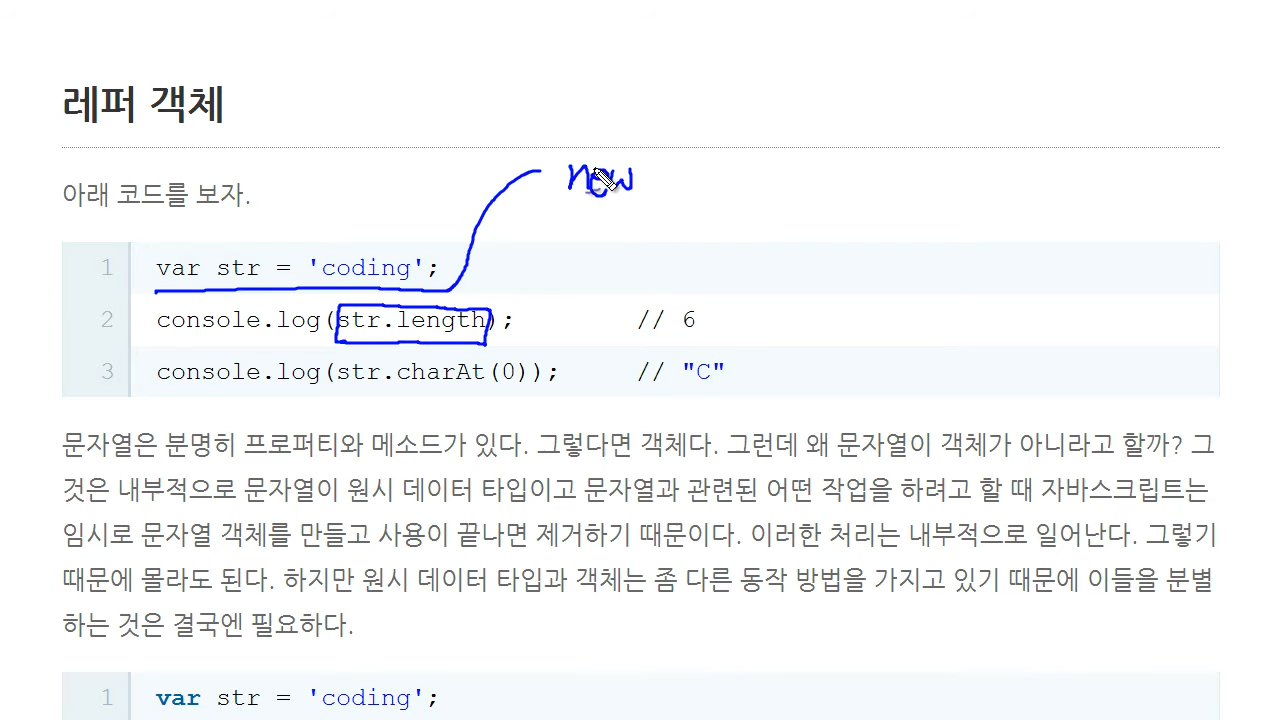 레퍼 객체
new
아래 코드를 보자.
1 var str = 'coding';
2 console.log(str.length); // 6
3 console.log(str.charAt(0)); // "C"
문자열은 분명히 프로퍼티와 메소드가 있다. 그렇다면 객체다. 그런데 왜 문자열이 객체가 아니라고 할까? 그
것은 내부적으로 문자열이 원시 데이터 타입이고 문자열과 관련된 어떤 작업을 하려고 할 때 자바스크립트는
임시로 문자열 객체를 만들고 사용이 끝나면 제거하기 때문이다. 이러한 처리는 내부적으로 일어난다. 그렇기
때문에 몰라도 된다. 하지만 원시 데이터 타입과 객체는 좀 다른 동작 방법을 가지고 있기 때문에 이들을 분별
하는 것은 결국엔 필요하다.
1 var str = 'coding';